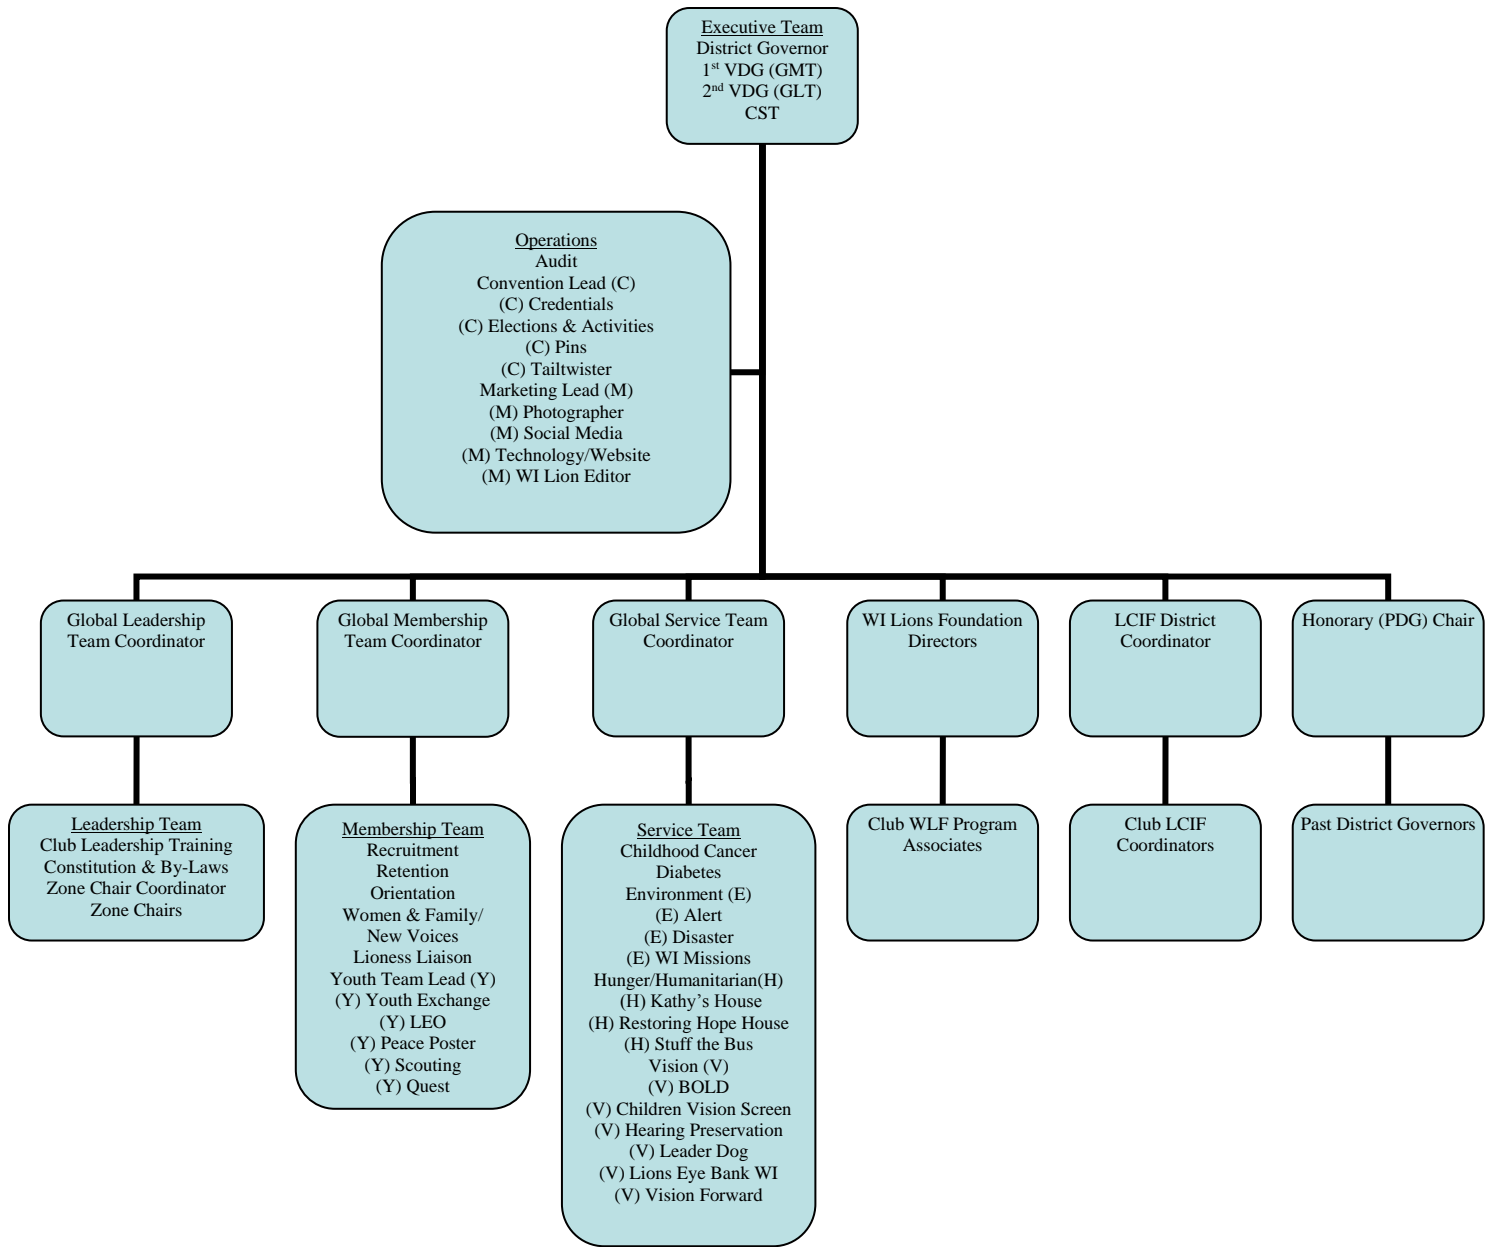 Executive Team
District Governor
1st VDG (GMT)
2nd VDG (GLT)
CST
Operations
Audit
Convention Lead (C)
(C) Credentials
(C) Elections & Activities
(C) Pins
(C) Tailtwister
Marketing Lead (M)
(M) Photographer
(M) Social Media
(M) Technology/Website
(M) WI Lion Editor
Global Leadership
Team Coordinator
Global Membership
Team Coordinator
Global Service Team
Coordinator
WI Lions Foundation
Directors
LCIF District
Coordinator
Honorary (PDG) Chair
Leadership Team
Club Leadership Training
Constitution & By-Laws
Zone Chair Coordinator
Zone Chairs
Membership Team
Recruitment
Retention
Orientation
Women & Family/
New Voices
Lioness Liaison
Youth Team Lead (Y)
(Y) Youth Exchange
(Y) LEO
(Y) Peace Poster
(Y) Scouting
(Y) Quest
Service Team
Childhood Cancer
Diabetes
Environment (E)
(E) Alert
(E) Disaster
(E) WI Missions
Hunger/Humanitarian(H)
(H) Kathy’s House
(H) Restoring Hope House
(H) Stuff the Bus
Vision (V)
(V) BOLD
(V) Children Vision Screen
(V) Hearing Preservation
(V) Leader Dog
(V) Lions Eye Bank WI
(V) Vision Forward
Club WLF Program
Associates
Club LCIF
Coordinators
Past District Governors